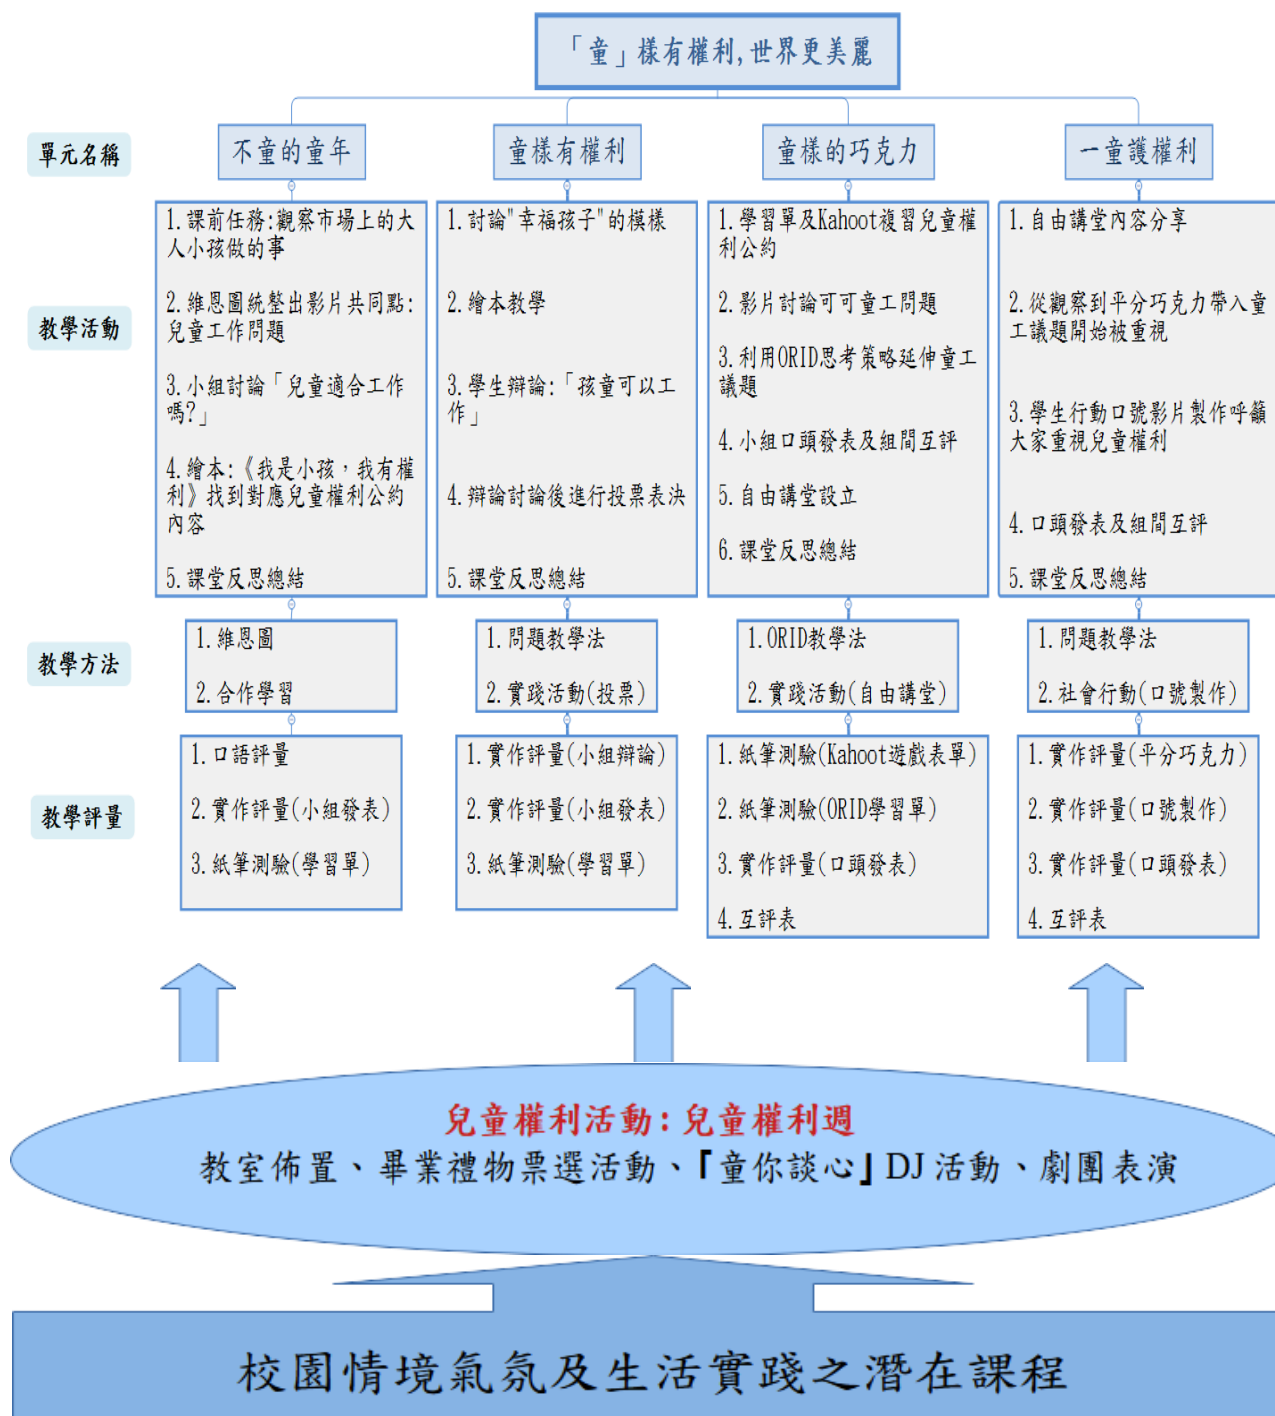 「童」樣有權利,世界更美麗
單元名稱
不童的童年
童樣有權利
童樣的巧克力
一童護權利
教學活動
1.課前任務:觀察市場上的大
人小孩做的事
2.維恩圖統整出影片共同點:
兒童工作問題
3.小組討論「兒童適合工作
嗎?」
4.繪本:《我是小孩，我有權
利》找到對應兒童權利公約
內容
5.課堂反思總結
1.討論"幸福孩子"的模樣
2.繪本教學
3.學生辯論:「孩童可以工
作」
4.辯論討論後進行投票表決
5.課堂反思總結
1.學習單及Kahoot複習兒童權
利公約
2.影片討論可可童工問題
3.利用ORID思考策略延伸童工
議題
4.小組口頭發表及組間互評
5.自由講堂設立
6.課堂反思總結
1.自由講堂內容分享
2.從觀察到平分巧克力帶入童
工議題開始被重視
3.學生行動口號影片製作呼籲
大家重視兒童權利
4.口頭發表及組間互評
5.課堂反思總結
教學方法
1.維恩圖
2.合作學習
1.問題教學法
2.實踐活動(投票)
1.ORID教學法
2.實踐活動(自由講堂)
1.問題教學法
2.社會行動(口號製作)
教學評量
1.口語評量
2.實作評量(小組發表)
3.紙筆測驗(學習單)
1.實作評量(小組辯論)
2.實作評量(小組發表)
3.紙筆測驗(學習單)
1.紙筆測驗(Kahoot遊戲表單)
2.紙筆測驗(ORID學習單)
3.實作評量(口頭發表)
4.互評表
1.實作評量(平分巧克力)
2.實作評量(口號製作)
3.實作評量(口頭發表)
4.互評表
兒童權利活動:兒童權利週
教室佈置、畢業禮物票選活動、『童你談心』DJ 活動、劇團表演
校園情境氣氛及生活實踐之潛在課程